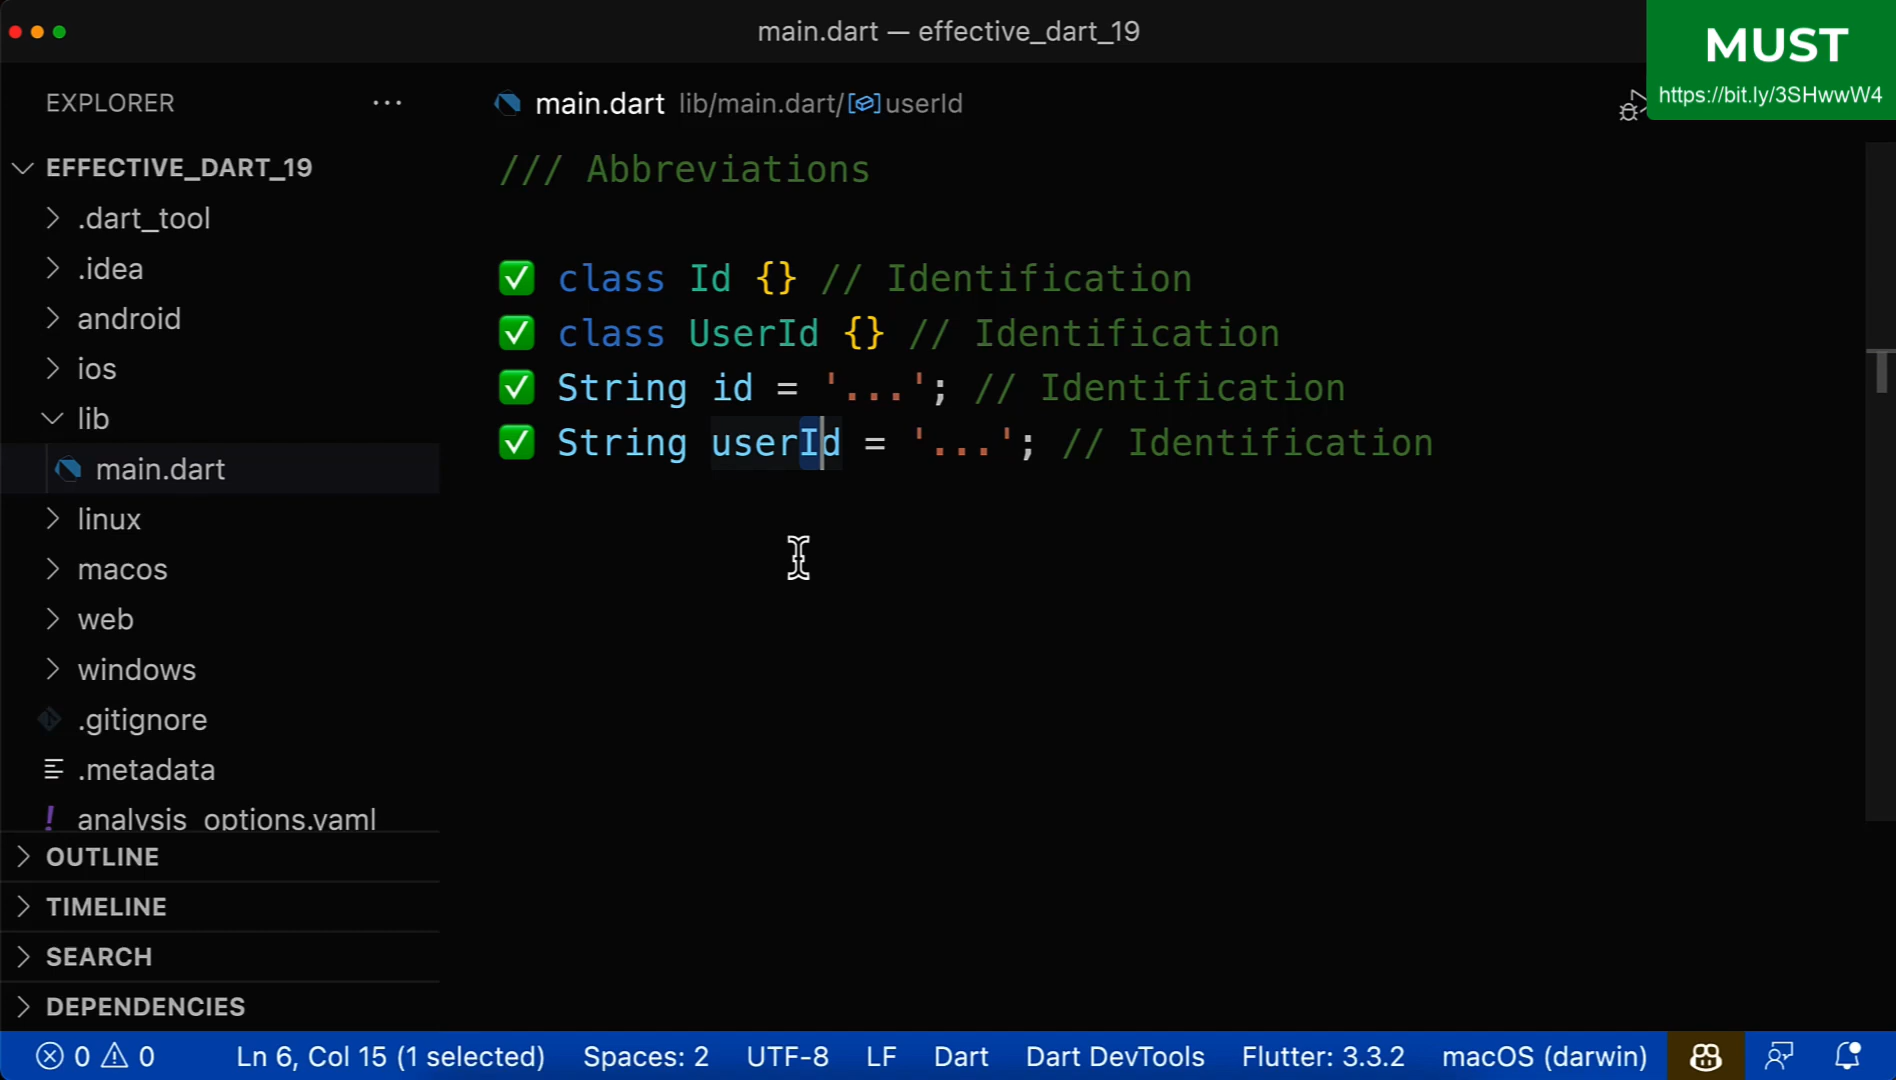 main.dart — effective_dart_19
MUST
https://bit.ly/3SHwwW4
EXPLORER
main.dart lib/main.dart/userId
EFFECTIVE_DART_19
.dart_tool
.idea
android
ios
lib
main.dart
linux
macos
web
windows
.gitignore
.metadata
analysis_options.yaml
OUTLINE
TIMELINE
SEARCH
DEPENDENCIES
/// Abbreviations
✅ class Id {} // Identification
✅ class UserId {} // Identification
✅ String id = '...'; // Identification
✅ String userId = '...'; // Identification
0 0 Ln 6, Col 15 (1 selected) Spaces: 2 UTF-8 LF Dart Dart DevTools Flutter: 3.3.2 macOS (darwin)